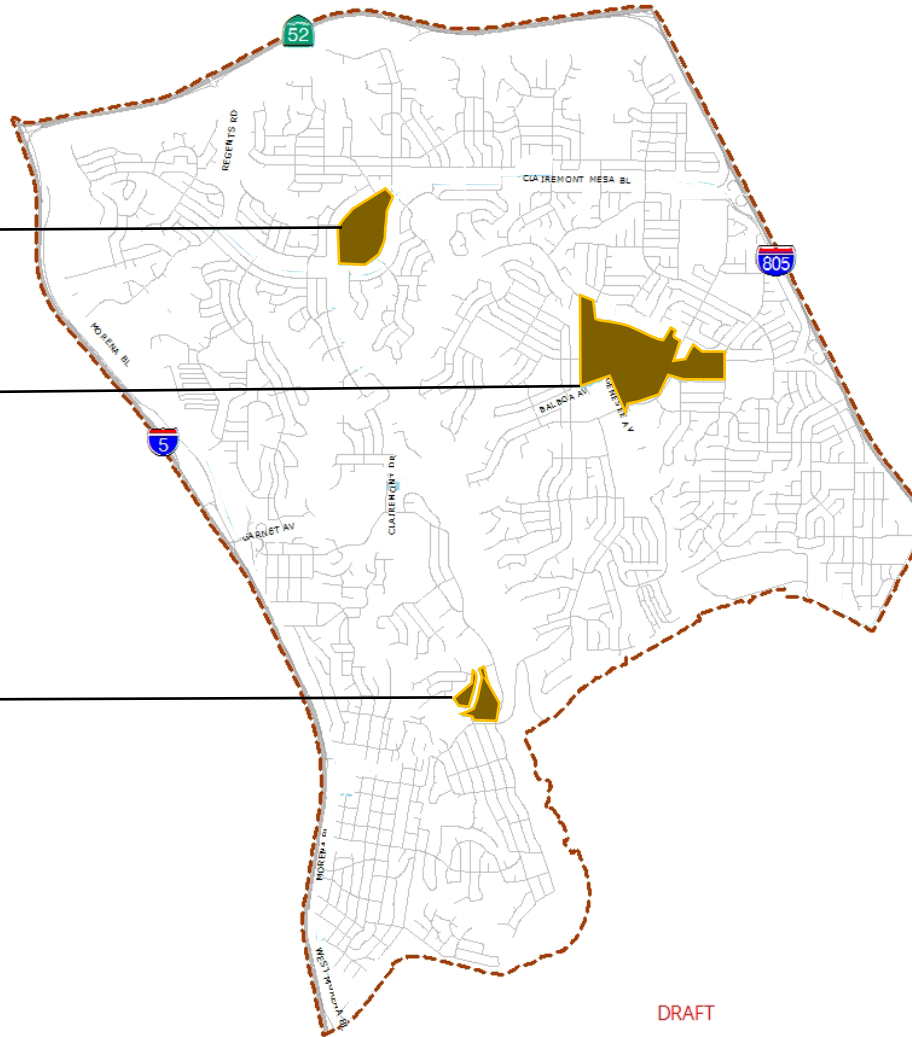 52
REGENTS RD
CLAIREMONT MESA BL
805
MORENA BL
BALBOA AV
GENESEE AV
5
CLAIREMONT DR
GARNET AV
MORENA BL
WEST MORENA BL
DRAFT